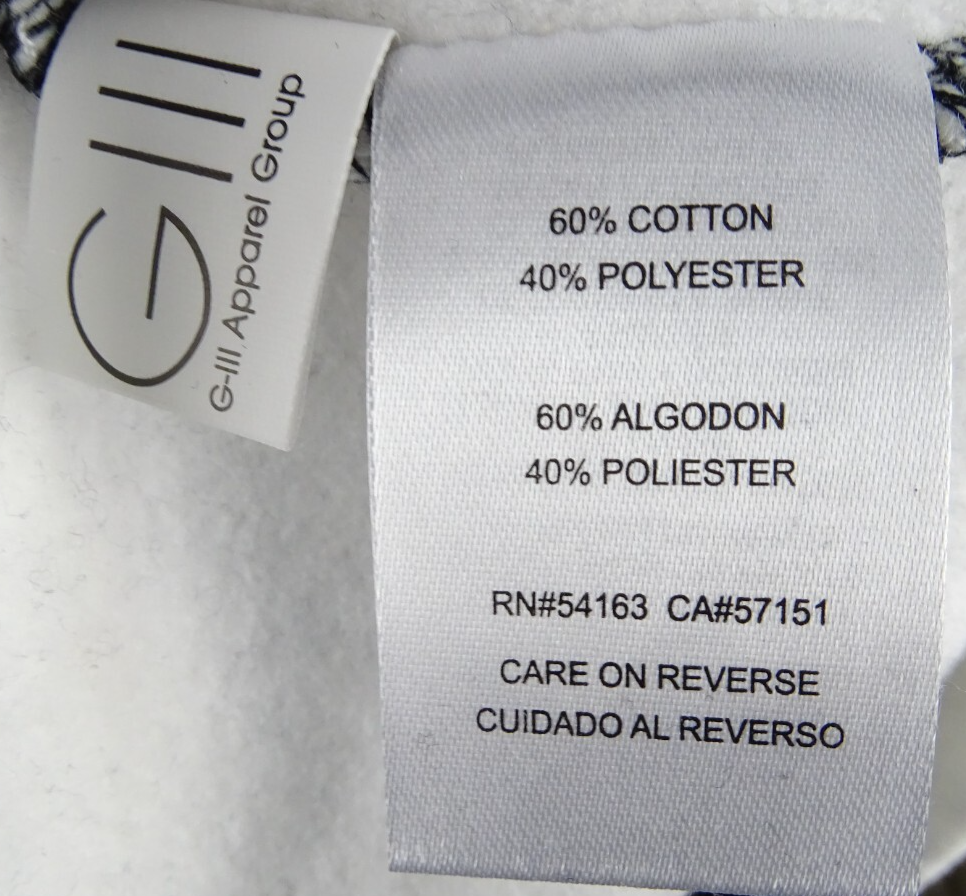 GIII
G-III Apparel Group
60% COTTON
40% POLYESTER
60% ALGODON
40% POLIESTER
RN#54163 CA#57151
CARE ON REVERSE
CUIDADO AL REVERSO